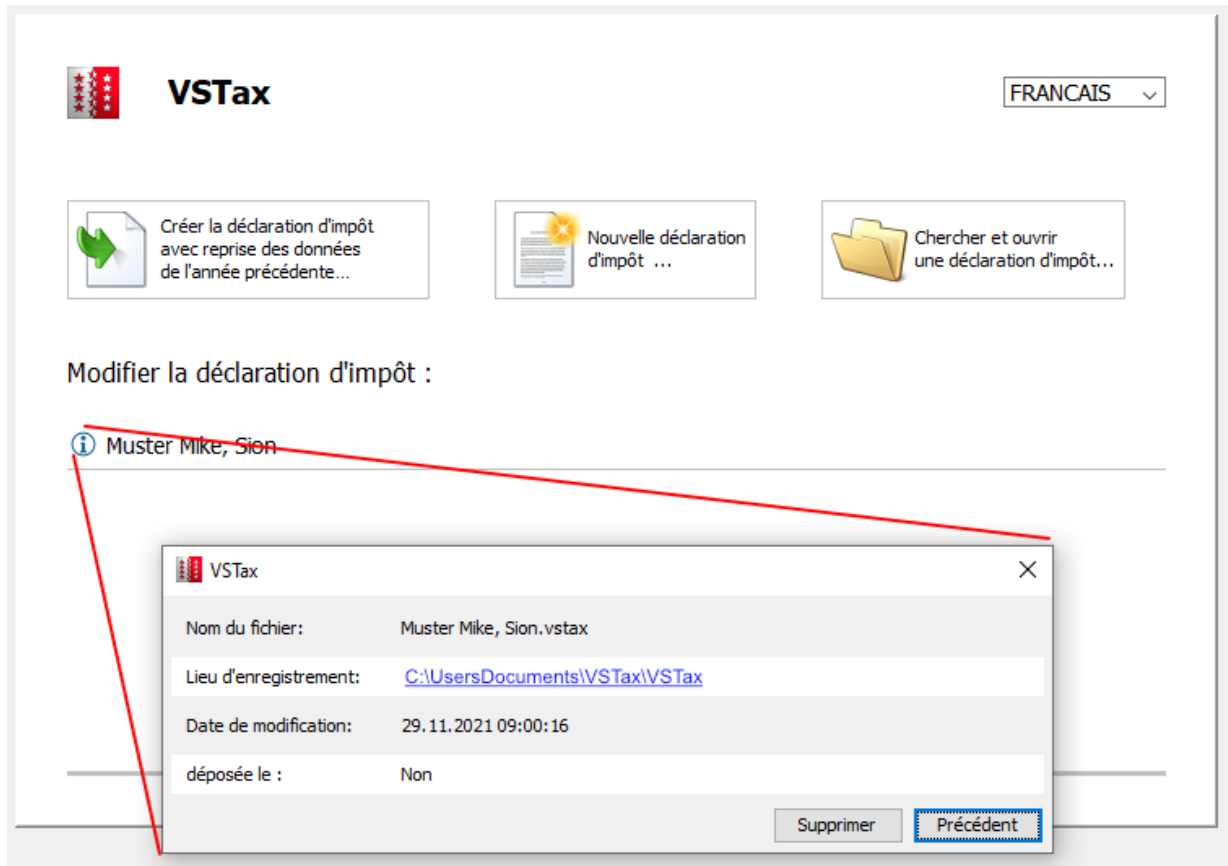 VSTax
FRANCAIS
Créer la déclaration d'impôt
avec reprise des données
de l'année précédente...
Nouvelle déclaration
d'impôt ...
Chercher et ouvrir
une déclaration d'impôt...
Modifier la déclaration d'impôt :
Muster Mike, Sion
VSTax
Nom du fichier: Muster Mike, Sion.vstax
Lieu d'enregistrement: C:\UsersDocuments\VSTax\VSTax
Date de modification: 29.11.2021 09:00:16
déposée le : Non
Supprimer Précédent